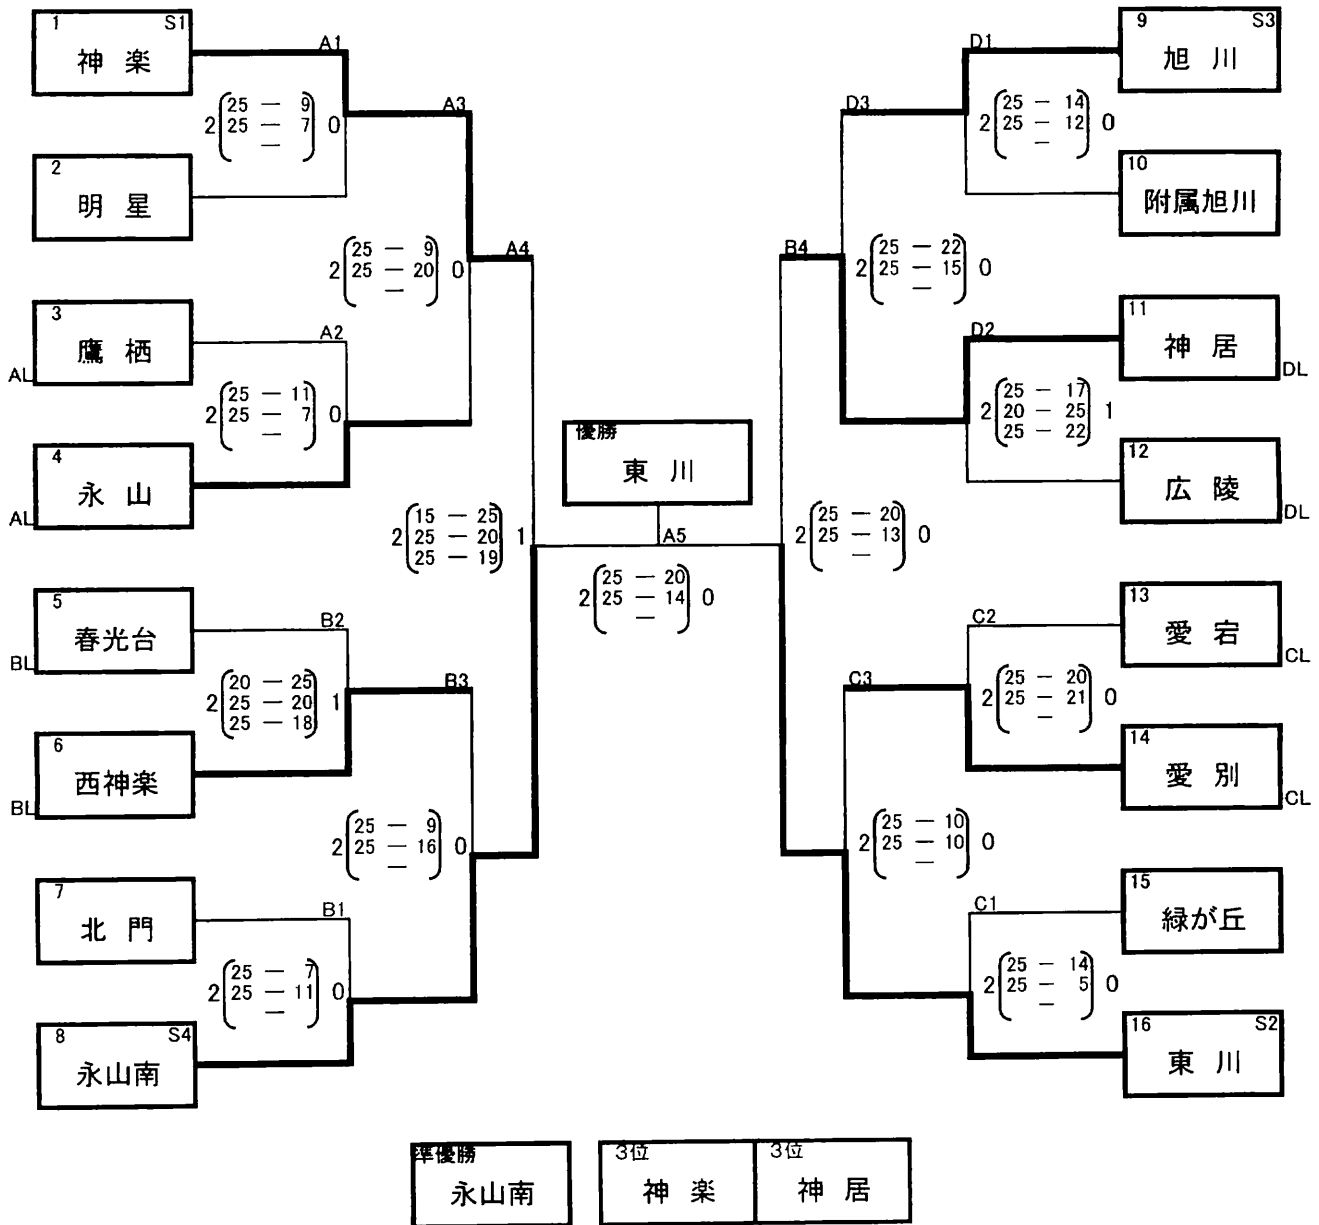 1 S1
神 楽
A1
25 － 9
2 25 － 7 0
－
A3
2
明 星
25 － 9
2 25 － 20 0
－
A4
3
鷹 栖
AL
A2
25 － 11
2 25 － 7 0
－
4
永 山
AL
15 － 25
2 25 － 20 1
25 － 19
5
春光台
BL
B2
20 － 25
2 25 － 20 1
25 － 18
B3
6
西神楽
BL
25 － 9
2 25 － 16 0
－
7
北 門
B1
25 － 7
2 25 － 11 0
－
8 S4
永山南
優勝
東 川
A5
25 － 20
2 25 － 14 0
－
9 S3
旭 川
D1
D3
25 － 14
2 25 － 12 0
－
10
附属旭川
B4
25 － 22
2 25 － 15 0
－
11
神 居
DL
D2
25 － 17
2 20 － 25 1
25 － 22
12
広 陵
DL
25 － 20
2 25 － 13 0
－
13
愛 宕
CL
C2
25 － 20
2 25 － 21 0
－
C3
14
愛 別
CL
25 － 10
2 25 － 10 0
－
15
緑が丘
C1
25 － 14
2 25 － 5 0
－
16 S2
東 川
準優勝
永山南
3位
神 楽
3位
神 居